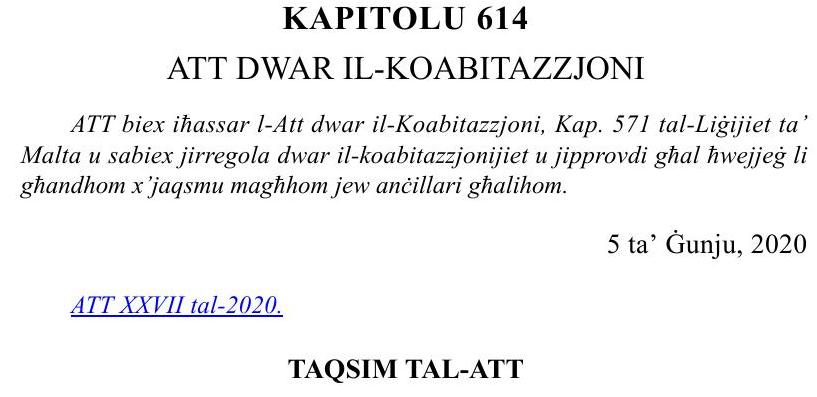 KAPITOLU 614
ATT DWAR IL-KOABITAZZJONI
ATT biex iħassar l-Att dwar il-Koabitazzjoni, Kap. 571 tal-Liġijiet ta’
Malta u sabiex jirregola dwar il-koabitazzjonijiet u jipprovdi għal ħwejjeġ li
għandhom x’jaqsmu magħhom jew anċillari għalihom.
5 ta’ Ġunju, 2020
ATT XXVII tal-2020.
TAQSIM TAL-ATT